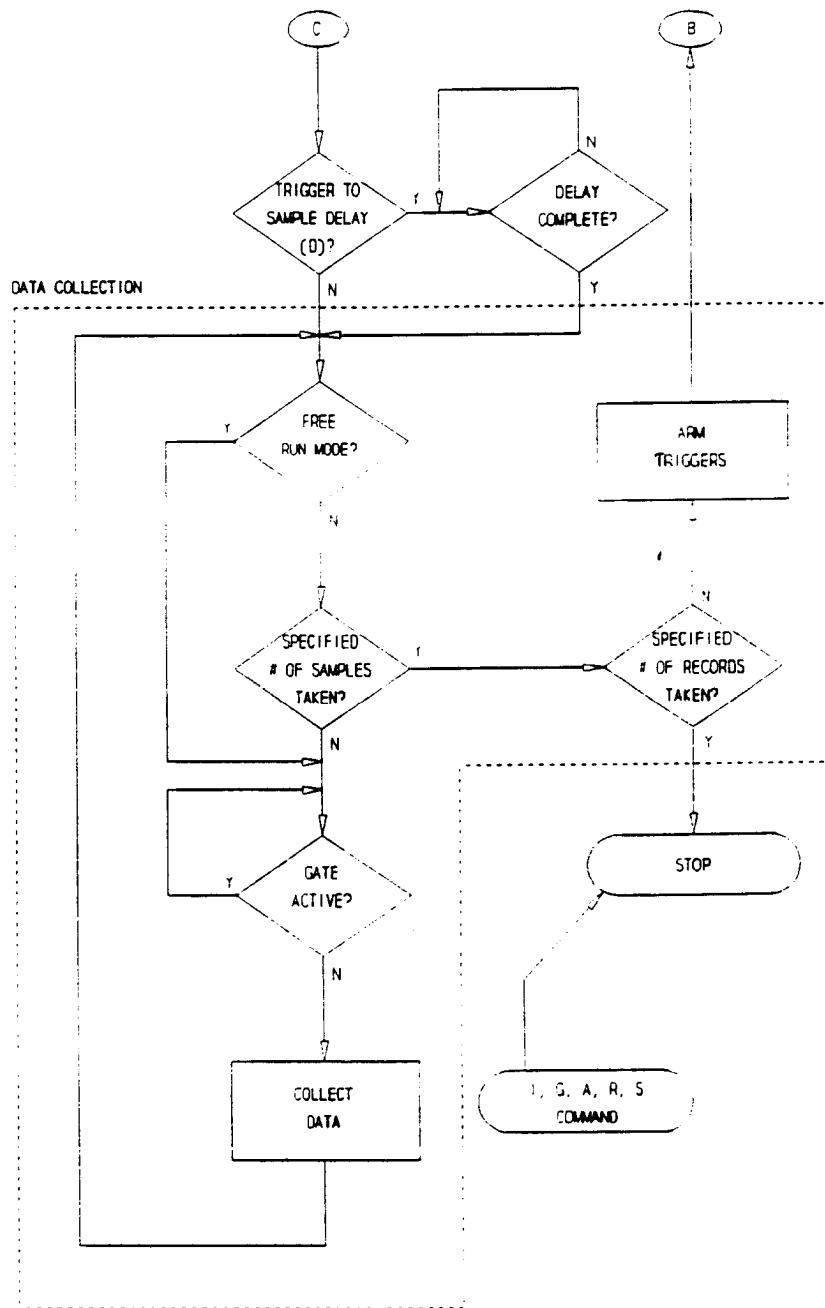 C
B
TRIGGER TO
SAMPLE DELAY
(D)?
Y
N
DELAY
COMPLETE?
N
Y
DATA COLLECTION
FREE
RUN MODE?
Y
N
ARM
TRIGGERS
SPECIFIED
# OF SAMPLES
TAKEN?
Y
N
SPECIFIED
# OF RECORDS
TAKEN?
N
Y
STOP
GATE
ACTIVE?
Y
N
COLLECT
DATA
G, A, R, S
COMMAND